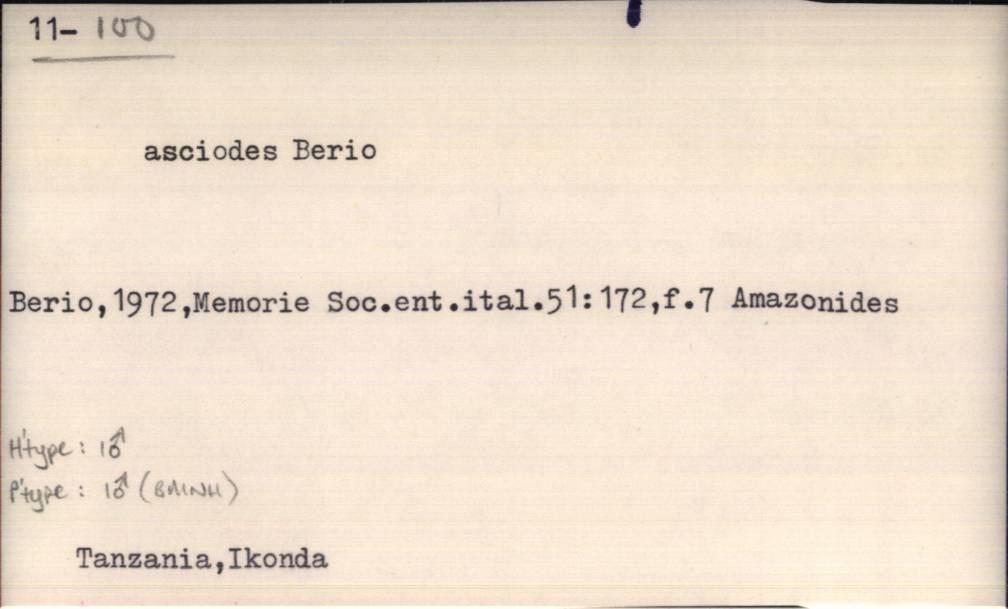 11- 100
asciodes Berio
Berio,1972,Memorie Soc.ent.ital.51:172,f.7 Amazonides
H'type : 1♂
P'type : 1♂ (BMNH)
Tanzania,Ikonda